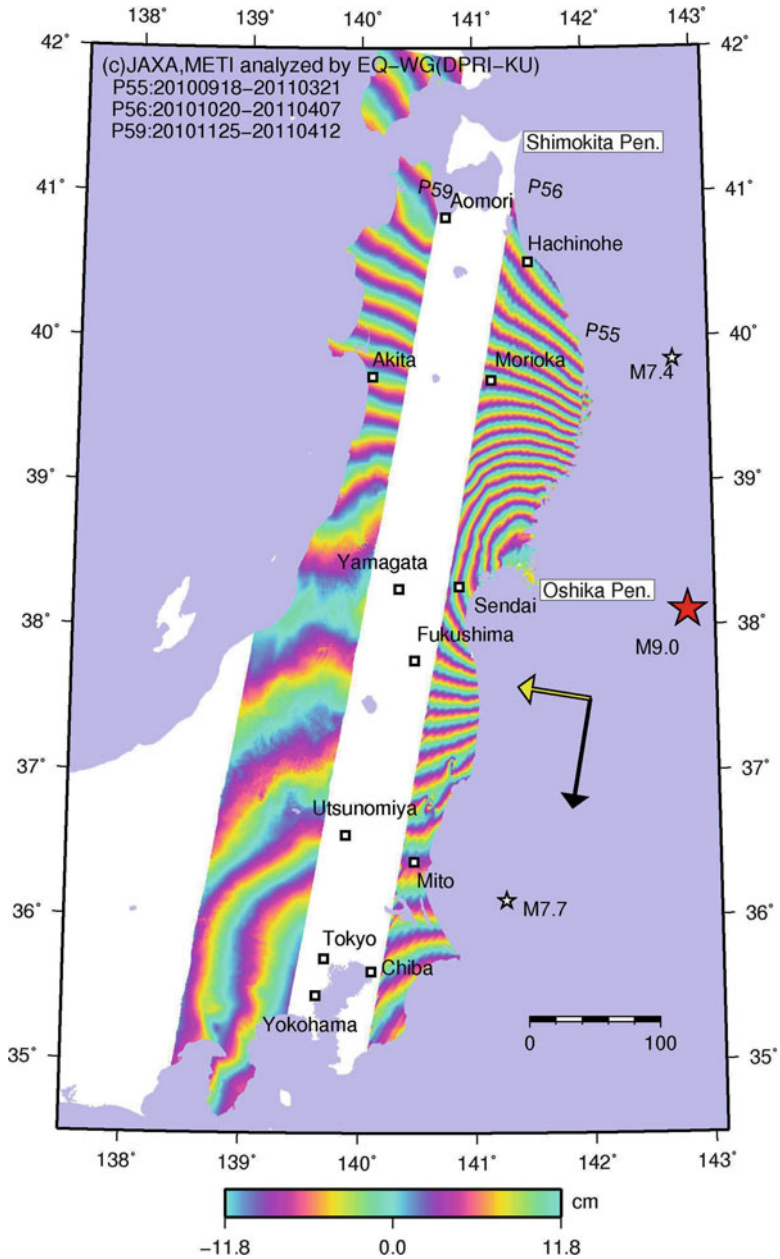 138˚ 139˚ 140˚ 141˚ 142˚ 143˚
42˚ 42˚
(c)JAXA,METI analyzed by EQ−WG(DPRI−KU)
P55:20100918−20110321
P56:20101020−20110407
P59:20101125−20110412
Shimokita Pen.
41˚ 41˚
P59 P56
Aomori
Hachinohe
40˚ P55 40˚
Akita Morioka M7.4
39˚ 39˚
Yamagata
Sendai Oshika Pen.
38˚ 38˚
Fukushima M9.0
37˚ 37˚
Utsunomiya
Mito
36˚ M7.7 36˚
Tokyo
Chiba
Yokohama
0 100
35˚ 35˚
138˚ 139˚ 140˚ 141˚ 142˚ 143˚
cm
−11.8 0.0 11.8